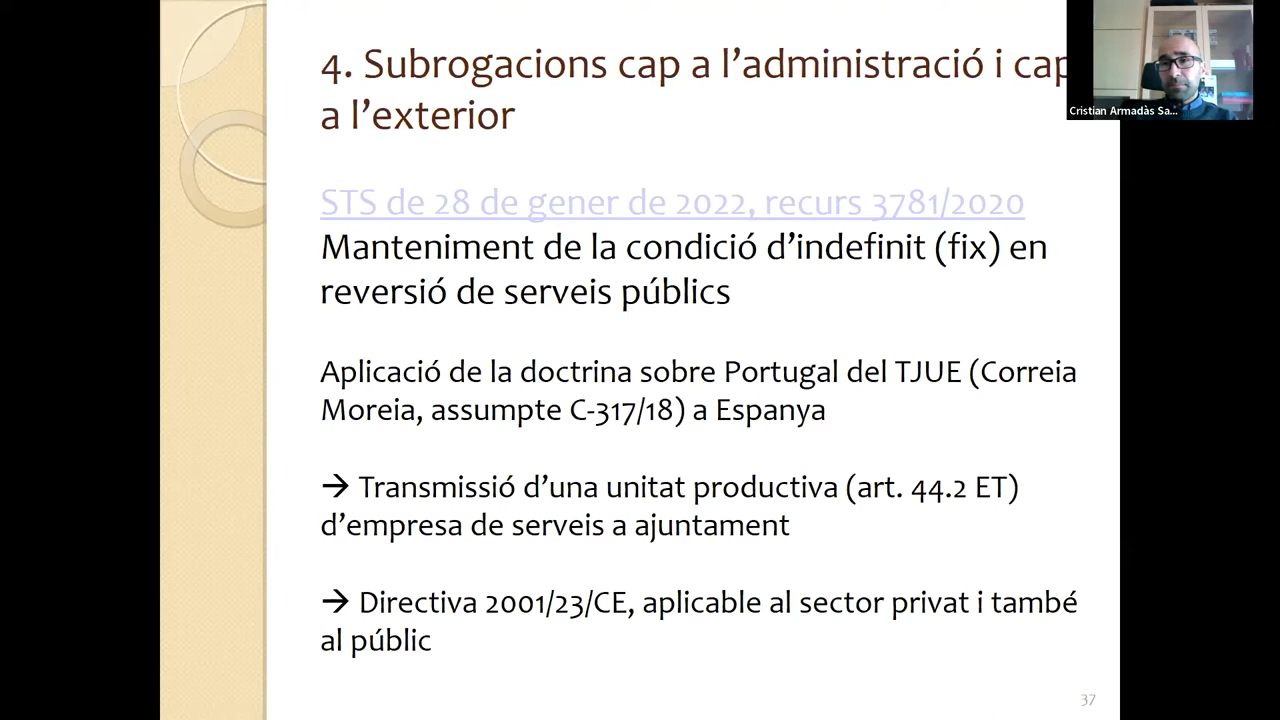 4. Subrogacions cap a l’administració i cap
a l’exterior
Cristian Armadàs Sa...
STS de 28 de gener de 2022, recurs 3781/2020
Manteniment de la condició d’indefinit (fix) en
reversió de serveis públics
Aplicació de la doctrina sobre Portugal del TJUE (Correia
Moreia, assumpte C-317/18) a Espanya
→ Transmissió d’una unitat productiva (art. 44.2 ET)
d’empresa de serveis a ajuntament
→ Directiva 2001/23/CE, aplicable al sector privat i també
al públic
37